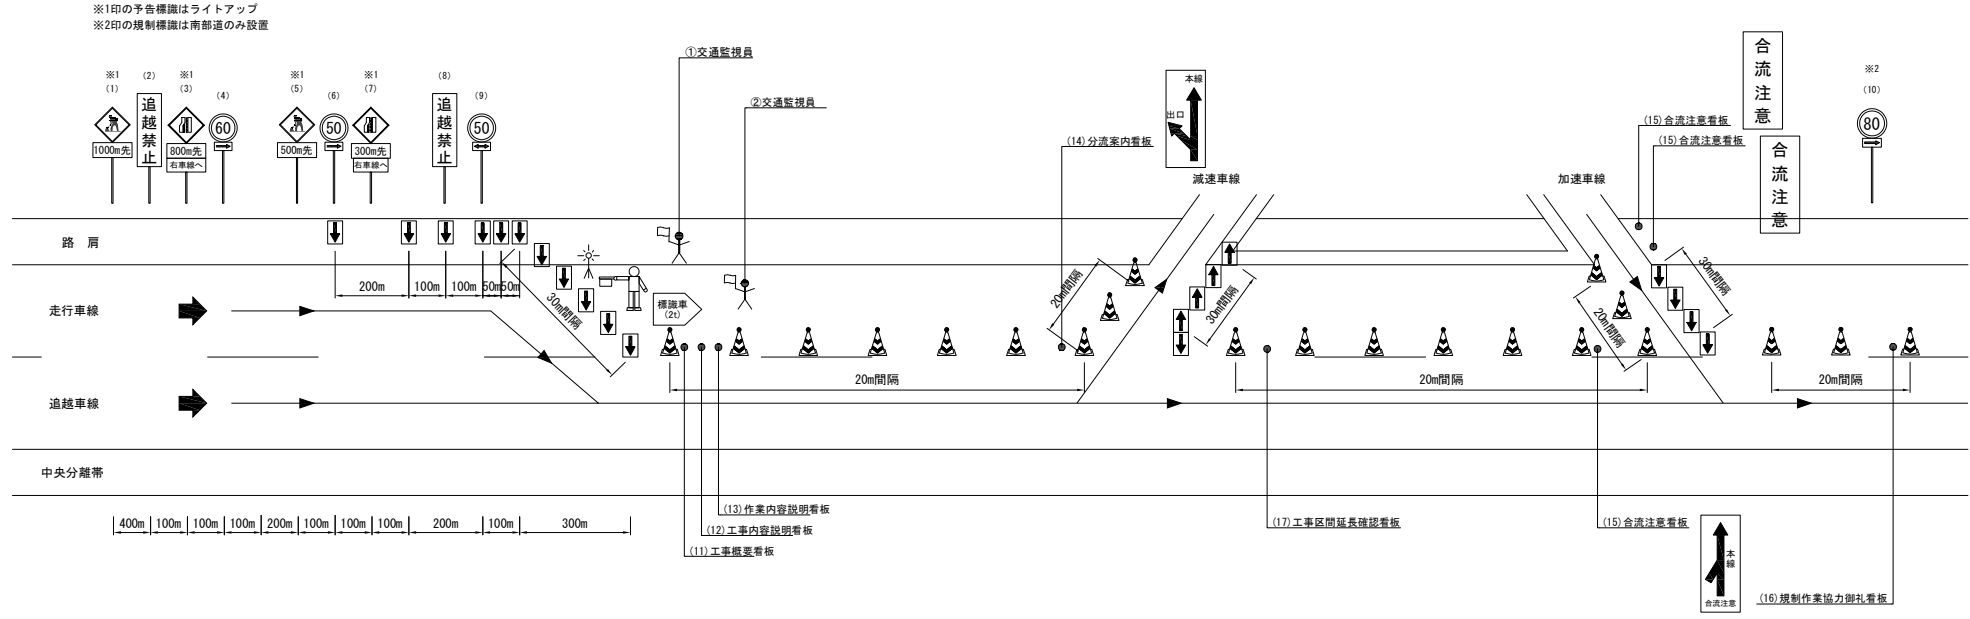 ※1印の予告標識はライトアップ
※2印の規制標識は南部道のみ設置
①交通監視員
②交通監視員
※1
(1)
1000m先
(2)
追越禁止
※1
(3)
800m先
右車線へ
(4)
60
※1
(5)
500m先
(6)
50
※1
(7)
300m先
右車線へ
(8)
追越禁止
(9)
50
(14)分流案内看板
本線
出口
減速車線
加速車線
(15)合流注意看板
(15)合流注意看板
合流注意
合流注意
※2
(10)
80
路肩
200m
100m
100m
50m
50m
30m間隔
標識車
(2t)
20m間隔
30m間隔
20m間隔
30m間隔
走行車線
20m間隔
20m間隔
20m間隔
追越車線
中央分離帯
400m
100m
100m
100m
200m
100m
100m
100m
200m
100m
300m
(13)作業内容説明看板
(12)工事内容説明看板
(11)工事概要看板
(17)工事区間延長確認看板
(15)合流注意看板
本線
合流注意
(16)規制作業協力御礼看板